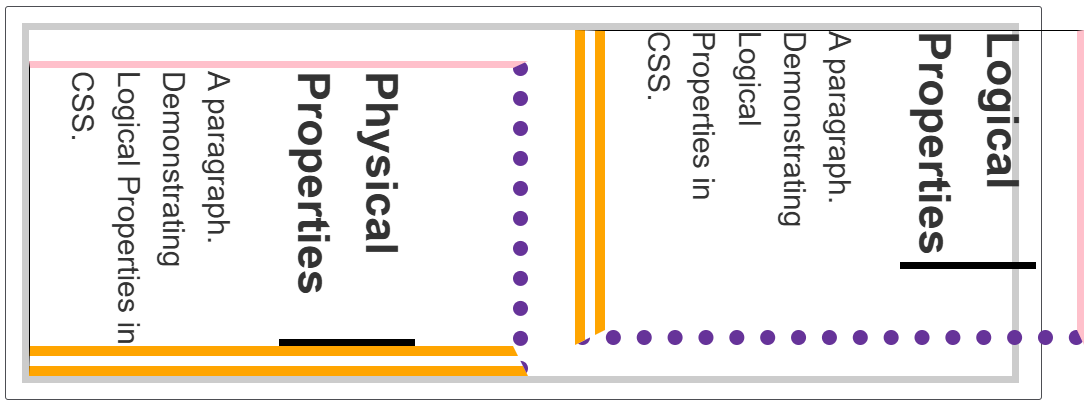 Physical
Properties
A paragraph.
Demonstrating
Logical Properties in
CSS.
Logical
Properties
A paragraph.
Demonstrating
Logical
Properties in
CSS.